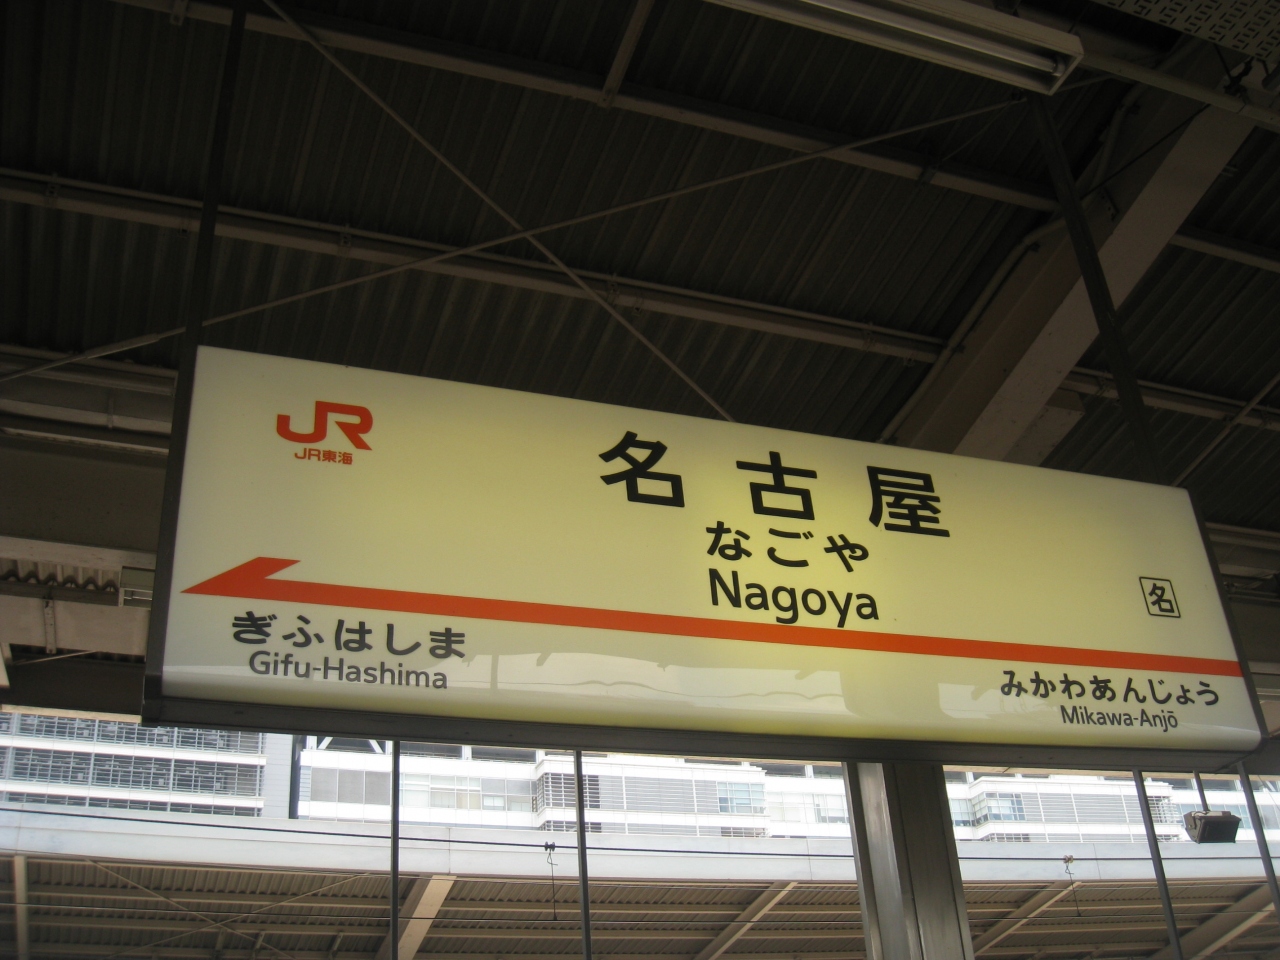 JR
JR東海
名古屋
なごや
Nagoya
名
ぎふはしま
Gifu-Hashima
みかわあんじょう
Mikawa-Anjō